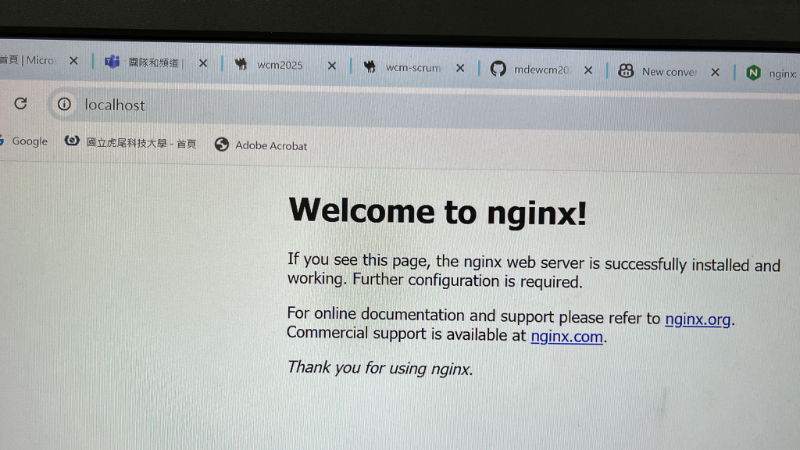 首頁 | Micro
團隊和頻道 |
wcm2025
wcm-scrum
mdewcm20
New conver
nginx
localhost
Google
國立虎尾科技大學 - 首頁
Adobe Acrobat
Welcome to nginx!
If you see this page, the nginx web server is successfully installed and
working. Further configuration is required.
For online documentation and support please refer to nginx.org.
Commercial support is available at nginx.com.
Thank you for using nginx.